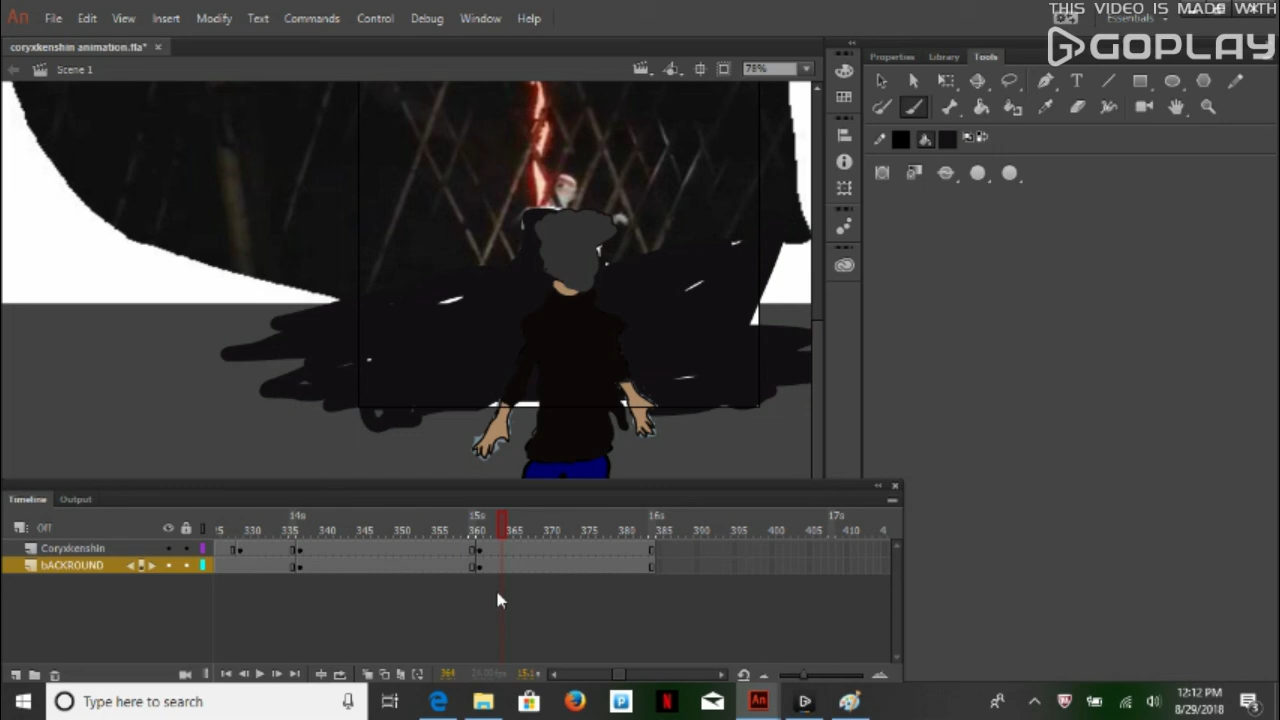 THIS VIDEO IS MADE WITH
GOPLAY
An File Edit View Insert Modify Text Commands Control Debug Window Help
Essentials
coryxkenshin animation.fla* ×
Scene 1
78%
Properties Library Tools
Timeline Output
14s 15s 16s 17s
Off
330 335 340 345 350 355 360 365 370 375 380 385 390 395 400 405 410
Coryxkenshin
bACKROUND
364
Type here to search
12:12 PM
8/29/2018